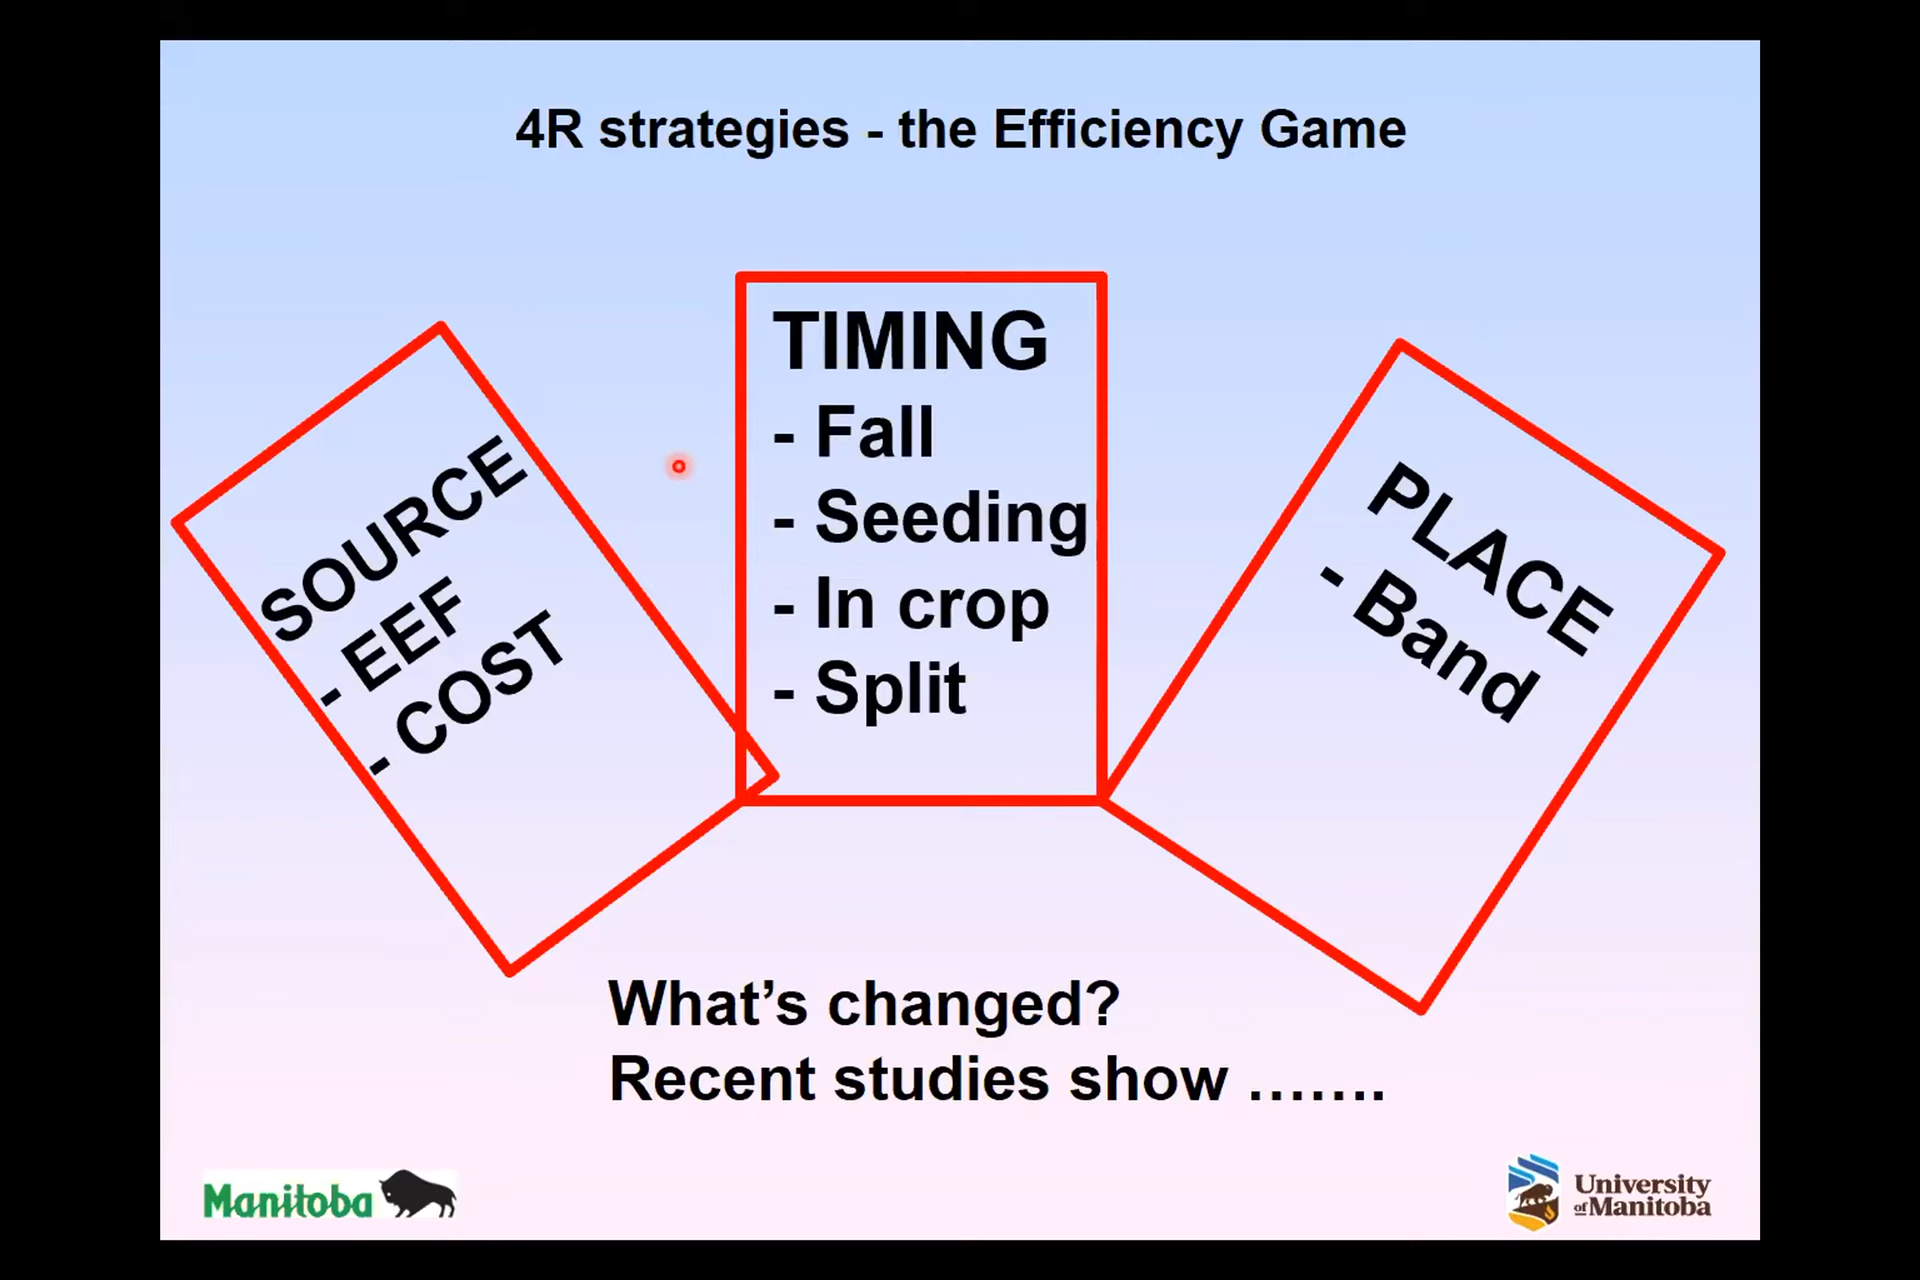 4R strategies - the Efficiency Game
SOURCE
- EEF
- COST
TIMING
- Fall
- Seeding
- In crop
- Split
PLACE
- Band
What’s changed?
Recent studies show …….
Manitoba
University
of Manitoba